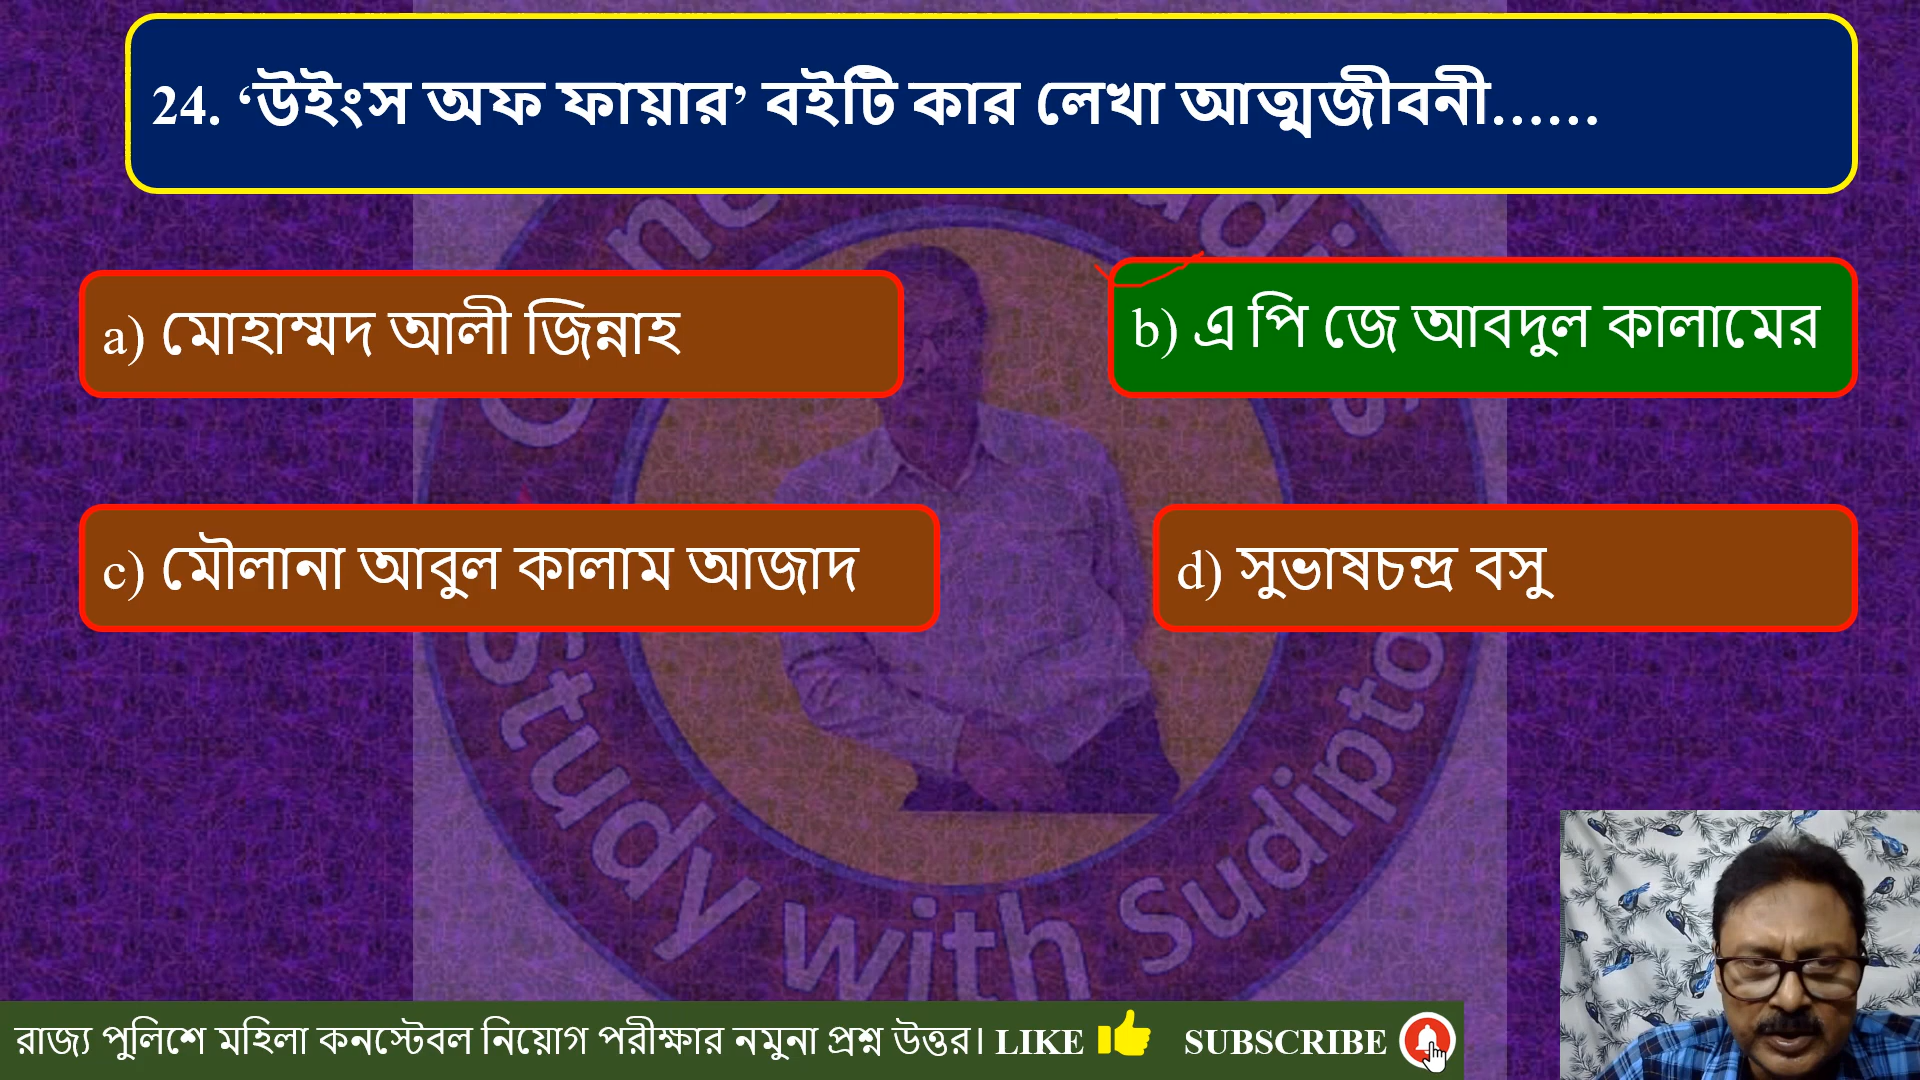 24. ‘উইংস অফ ফায়ার’ বইটি কার লেখা আত্মজীবনী......
a) মোহাম্মদ আলী জিন্নাহ
b) এ পি জে আবদুল কালামের
c) মৌলানা আবুল কালাম আজাদ
d) সুভাষচন্দ্র বসু
Study with Sudipto
রাজ্য পুলিশে মহিলা কনস্টেবল নিয়োগ পরীক্ষার নমুনা প্রশ্ন উত্তর। LIKE SUBSCRIBE